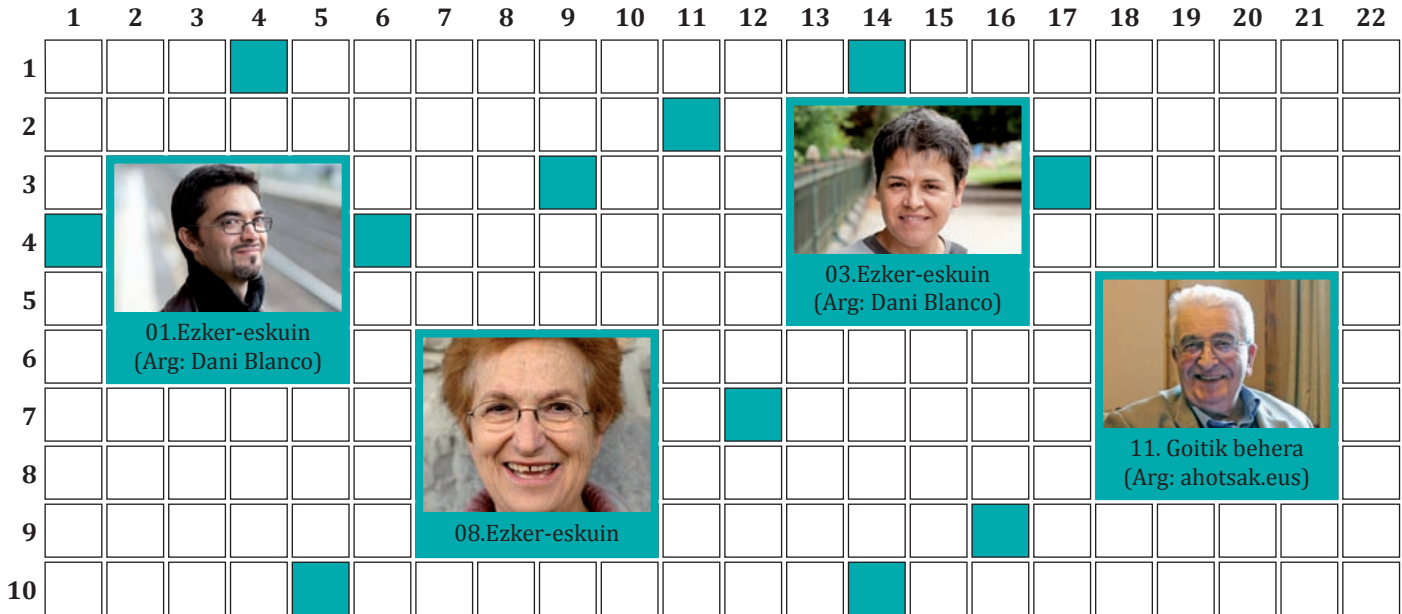 1 2 3 4 5 6 7 8 9 10 11 12 13 14 15 16 17 18 19 20 21 22
1
2
3
4
5
6
7
8
9
10
01.Ezker-eskuin
(Arg: Dani Blanco)
03.Ezker-eskuin
(Arg: Dani Blanco)
08.Ezker-eskuin
11. Goitik behera
(Arg: ahotsak.eus)